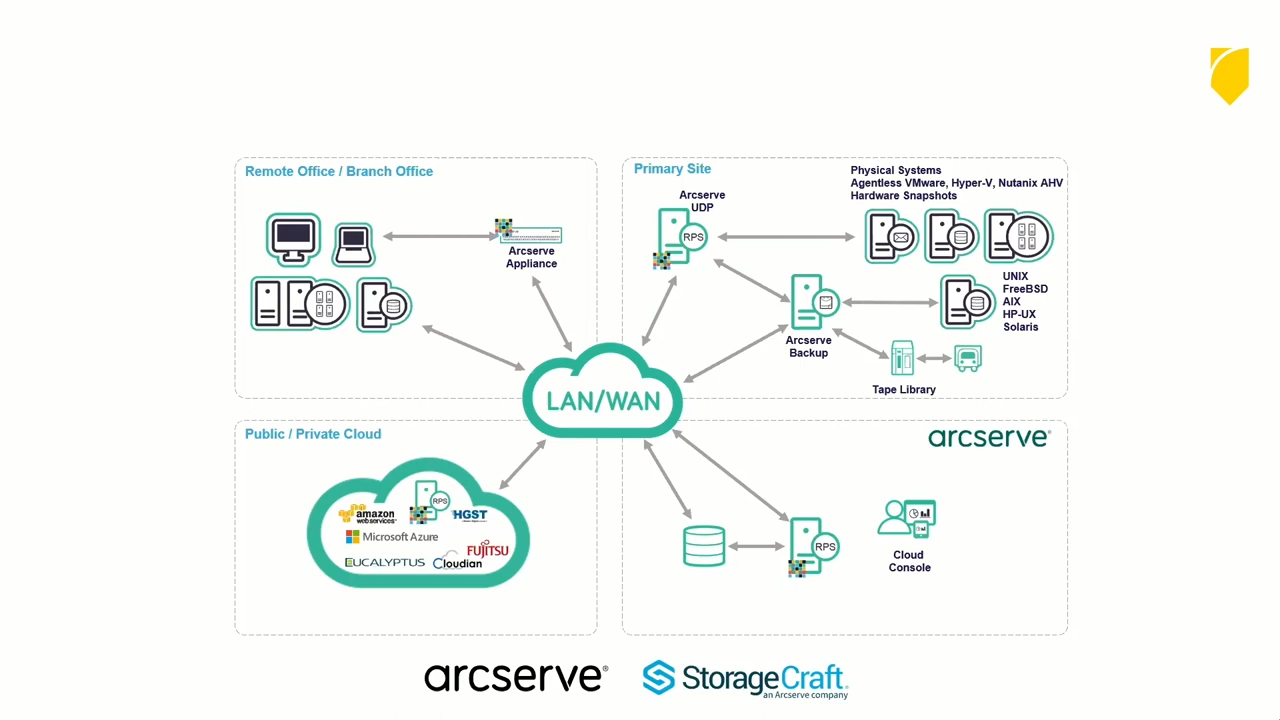 Remote Office / Branch Office
Arcserve
Appliance
Primary Site
Arcserve
UDP
RPS
Physical Systems
Agentless VMware, Hyper-V, Nutanix AHV
Hardware Snapshots
UNIX
FreeBSD
AIX
HP-UX
Solaris
Arcserve
Backup
Tape Library
LAN/WAN
Public / Private Cloud
RPS
amazon
webservices
HGST
Microsoft Azure
FUJITSU
EUCALYPTUS
Cloudian
arcserve®
RPS
Cloud
Console
arcserve®
StorageCraft
an Arcserve company